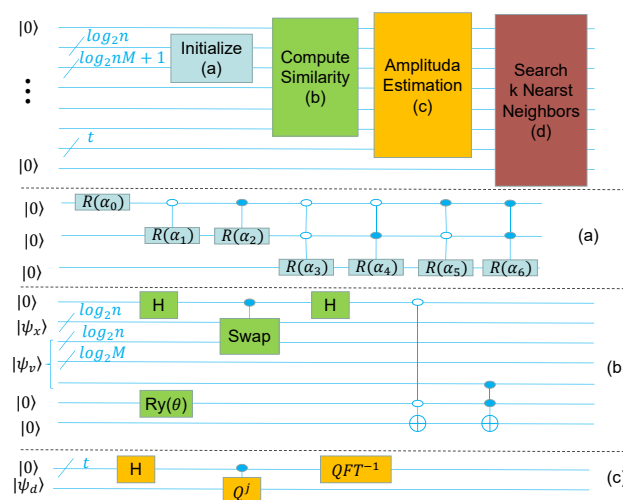 |0⟩
log₂n
log₂nM + 1
⋮
t
|0⟩
Initialize
(a)
Compute
Similarity
(b)
Amplituda
Estimation
(c)
Search
k Nearst
Neighbors
(d)
|0⟩ R(α₀)
|0⟩ R(α₁) R(α₂)
(a)
|0⟩ R(α₃) R(α₄) R(α₅) R(α₆)
|0⟩ H H
|ψₓ⟩ log₂n
Swap
log₂n
|ψᵥ⟩ log₂M
(b)
|0⟩ Ry(θ)
|0⟩
|0⟩ t H QFT⁻¹
(c)
|ψ_d⟩ Qʲ